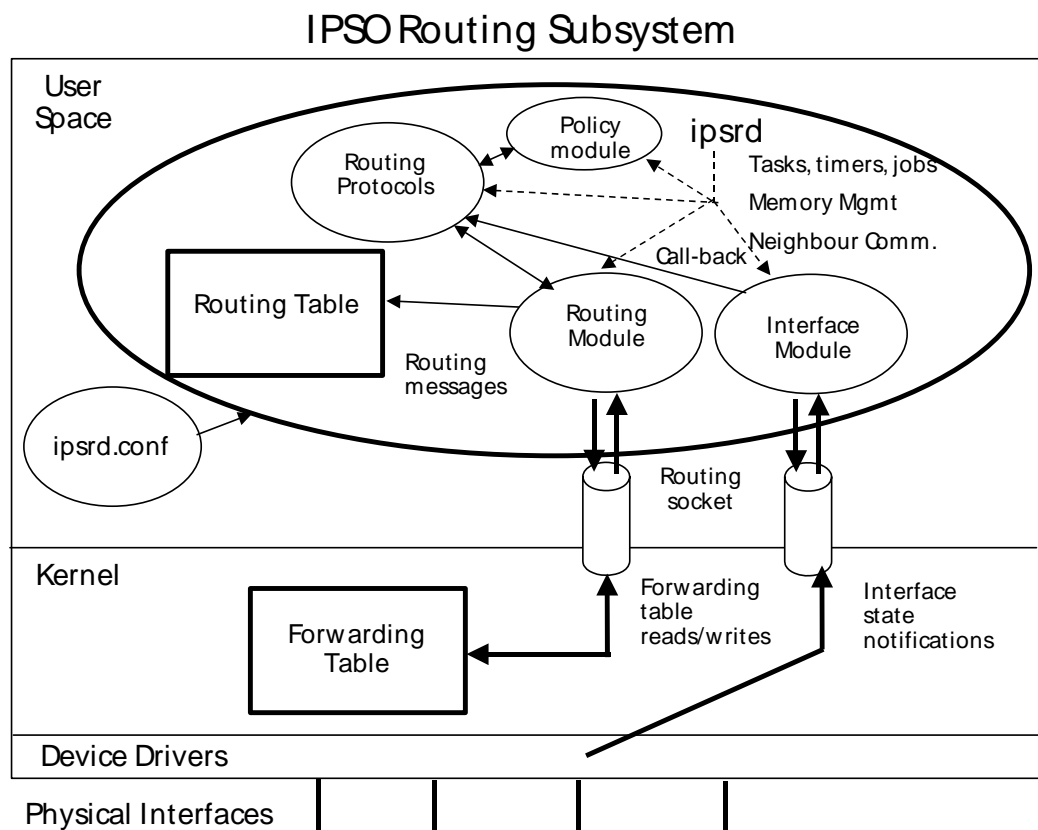 IPSO Routing Subsystem
User
Space
Policy
module
ipsrd
Routing
Protocols
Tasks, timers, jobs
Memory Mgmt
Neighbour Comm.
Call-back
Routing Table
Routing
Module
Interface
Module
Routing
messages
ipsrd.conf
Routing
socket
Kernel
Forwarding
Table
Forwarding
table
reads/writes
Interface
state
notifications
Device Drivers
Physical Interfaces